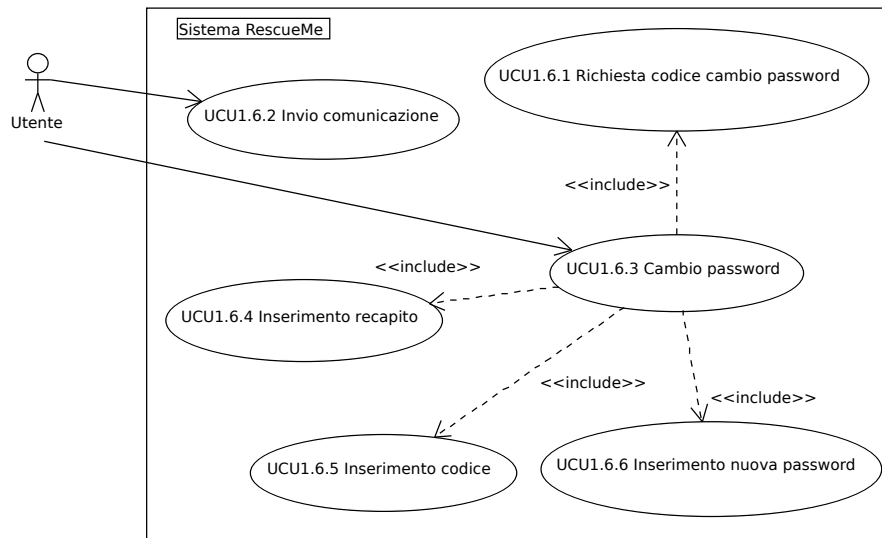 Sistema RescueMe
UCU1.6.1 Richiesta codice cambio password
UCU1.6.2 Invio comunicazione
Utente
<<include>>
UCU1.6.3 Cambio password
<<include>>
UCU1.6.4 Inserimento recapito
<<include>>
<<include>>
UCU1.6.5 Inserimento codice
UCU1.6.6 Inserimento nuova password